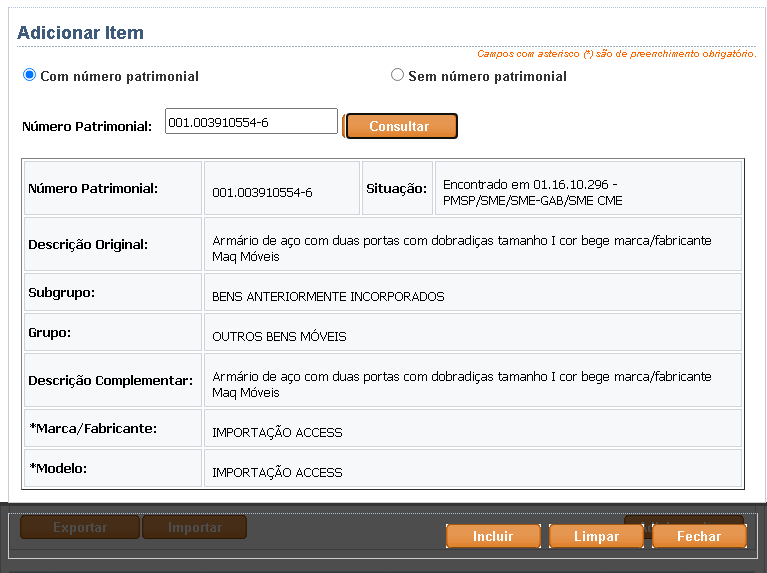 Adicionar Item
Campos com asterisco (*) são de preenchimento obrigatório.
Com número patrimonial
Sem número patrimonial
Número Patrimonial: 001.003910554-6 Consultar
Número Patrimonial: 001.003910554-6 Situação: Encontrado em 01.16.10.296 -
PMSP/SME/SME-GAB/SME CME
Descrição Original: Armário de aço com duas portas com dobradiças tamanho I cor bege marca/fabricante
Maq Móveis
Subgrupo: BENS ANTERIORMENTE INCORPORADOS
Grupo: OUTROS BENS MÓVEIS
Descrição Complementar: Armário de aço com duas portas com dobradiças tamanho I cor bege marca/fabricante
Maq Móveis
*Marca/Fabricante: IMPORTAÇÃO ACCESS
*Modelo: IMPORTAÇÃO ACCESS
Exportar Importar
Incluir Limpar Fechar